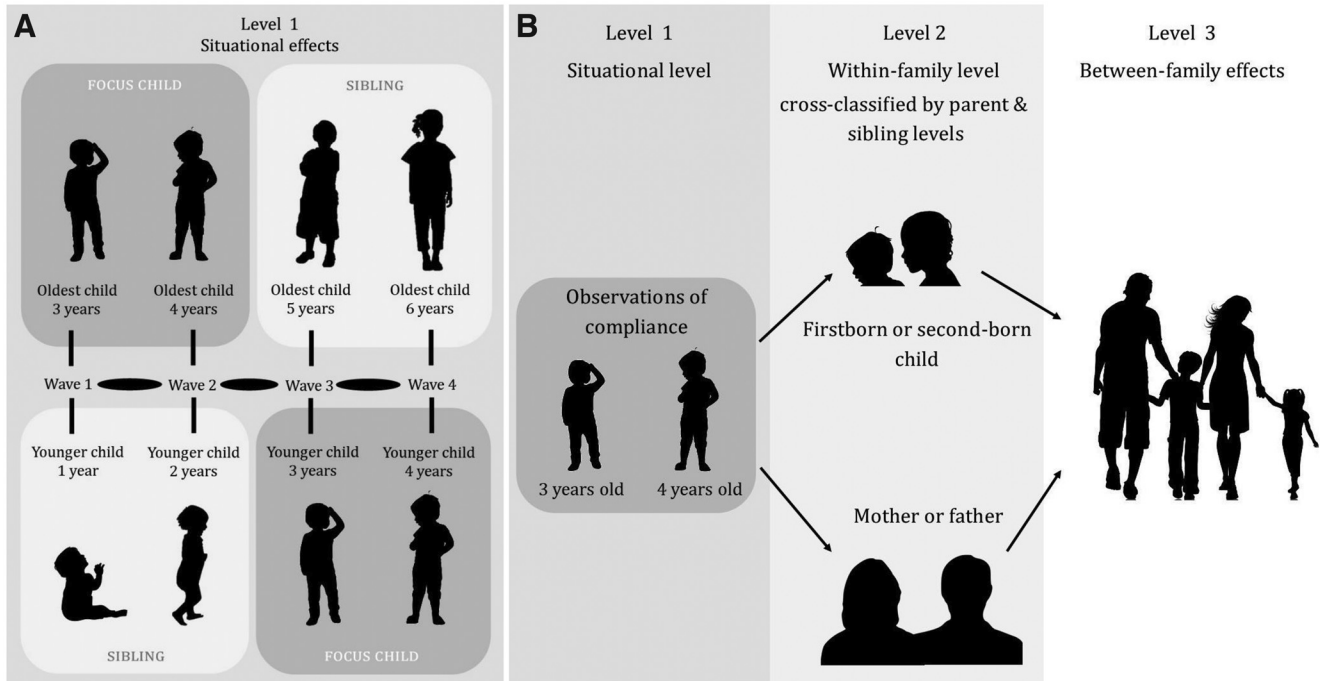 A
Level 1
Situational effects
FOCUS CHILD
SIBLING
Oldest child
3 years
Oldest child
4 years
Oldest child
5 years
Oldest child
6 years
Wave 1
Wave 2
Wave 3
Wave 4
Younger child
1 year
Younger child
2 years
Younger child
3 years
Younger child
4 years
SIBLING
FOCUS CHILD
B
Level 1
Situational level
Level 2
Within-family level
cross-classified by parent &
sibling levels
Level 3
Between-family effects
Observations of
compliance
3 years old
4 years old
Firstborn or second-born
child
Mother or father